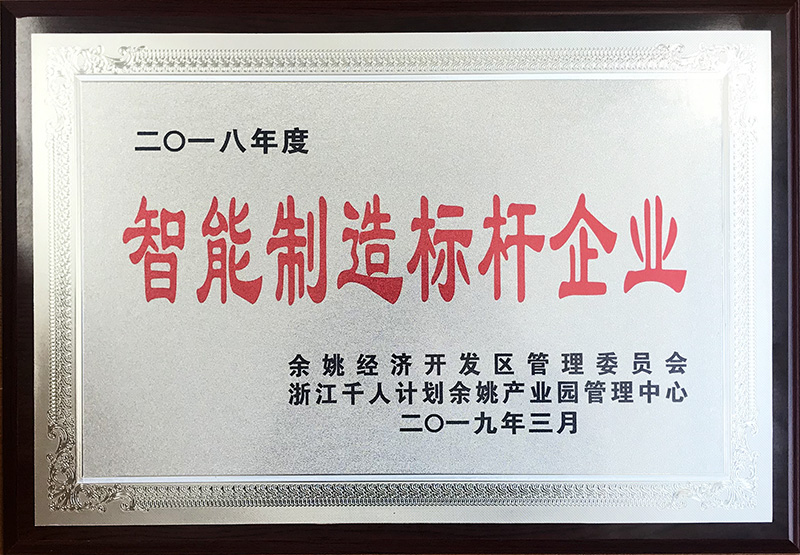 二〇一八年度
智能制造标杆企业
余姚经济开发区管理委员会
浙江千人计划余姚产业园管理中心
二〇一九年三月